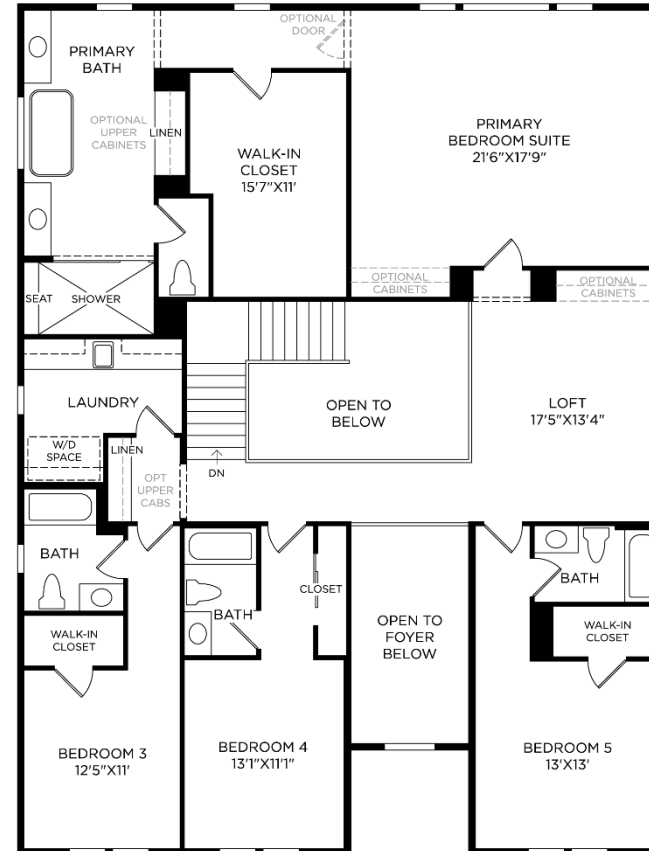 OPTIONAL
DOOR
PRIMARY
BATH
OPTIONAL
UPPER
CABINETS
LINEN
WALK-IN
CLOSET
15'7"X11'
PRIMARY
BEDROOM SUITE
21'6"X17'9"
OPTIONAL
CABINETS
OPTIONAL
CABINETS
SEAT
SHOWER
LAUNDRY
W/D
SPACE
LINEN
OPT
UPPER
CABS
DN
OPEN TO
BELOW
LOFT
17'5"X13'4"
BATH
WALK-IN
CLOSET
BEDROOM 3
12'5"X11'
BATH
CLOSET
BEDROOM 4
13'1"X11'1"
OPEN TO
FOYER
BELOW
BATH
WALK-IN
CLOSET
BEDROOM 5
13'X13'